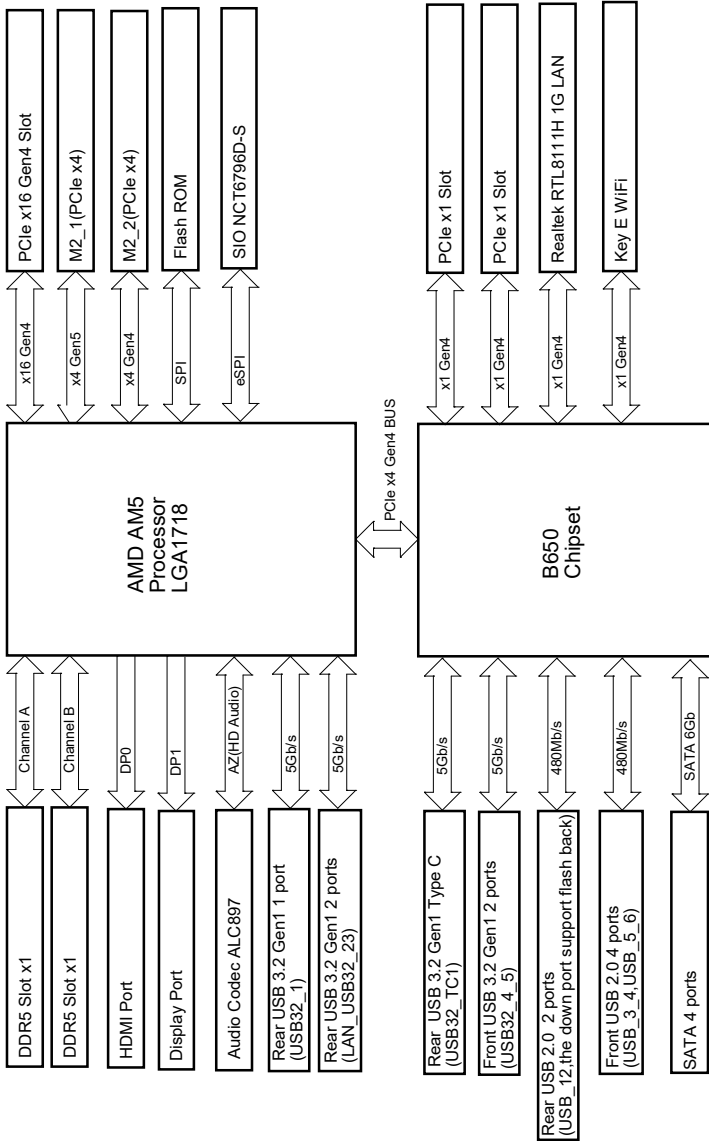 PCIe x16 Gen4 Slot
M2_1(PCIe x4)
M2_2(PCIe x4)
Flash ROM
SIO NCT6796D-S
x16 Gen4
x4 Gen5
x4 Gen4
SPI
eSPI
AMD AM5
Processor
LGA1718
Channel A
Channel B
DP0
DP1
AZ(HD Audio)
5Gb/s
5Gb/s
DDR5 Slot x1
DDR5 Slot x1
HDMI Port
Display Port
Audio Codec ALC897
Rear USB 3.2 Gen1 1 port
(USB32_1)
Rear USB 3.2 Gen1 2 ports
(LAN_USB32_23)
PCIe x4 Gen4 BUS
PCIe x1 Slot
PCIe x1 Slot
Realtek RTL8111H 1G LAN
Key E WiFi
x1 Gen4
x1 Gen4
x1 Gen4
x1 Gen4
B650
Chipset
5Gb/s
5Gb/s
480Mb/s
480Mb/s
SATA 6Gb
Rear USB 3.2 Gen1 Type C
(USB32_TC1)
Front USB 3.2 Gen1 2 ports
(USB32_4_5)
Rear USB 2.0 2 ports
(USB_12,the down port support flash back)
Front USB 2.0 4 ports
(USB_3_4,USB_5_6)
SATA 4 ports